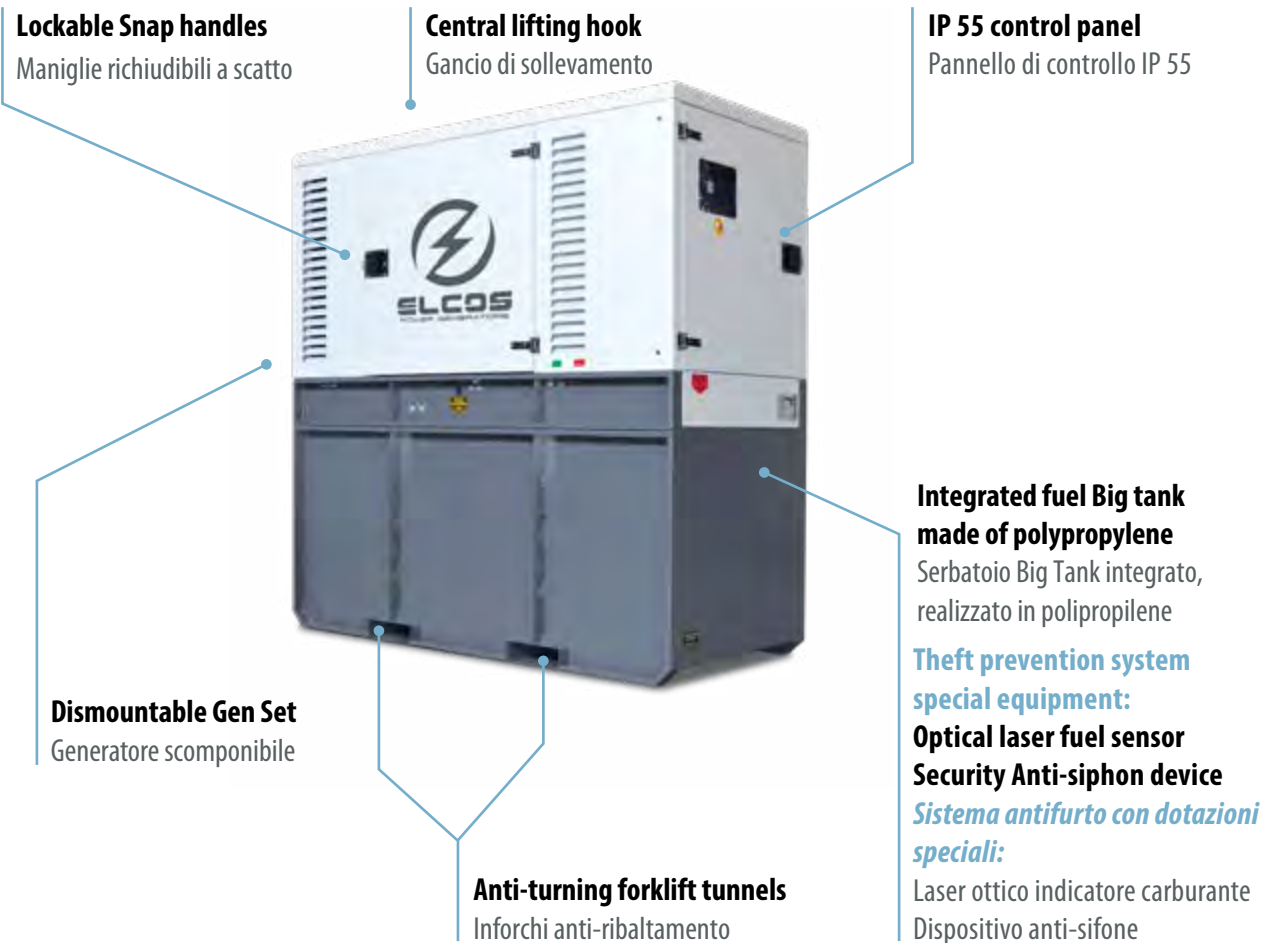 Lockable Snap handles
Maniglie richiudibili a scatto
Central lifting hook
Gancio di sollevamento
IP 55 control panel
Pannello di controllo IP 55
ELCOS
POWER GENERATORS
Integrated fuel Big tank
made of polypropylene
Serbatoio Big Tank integrato,
realizzato in polipropilene
Theft prevention system
special equipment:
Optical laser fuel sensor
Security Anti-siphon device
Sistema antifurto con dotazioni
speciali:
Laser ottico indicatore carburante
Dispositivo anti-sifone
Dismountable Gen Set
Generatore scomponibile
Anti-turning forklift tunnels
Inforchi anti-ribaltamento